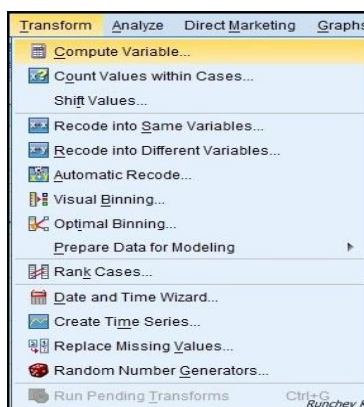 Transform Analyze Direct Marketing Graphs
Compute Variable...
Count Values within Cases...
Shift Values...
Recode into Same Variables...
Recode into Different Variables...
Automatic Recode...
Visual Binning...
Optimal Binning...
Prepare Data for Modeling
Rank Cases...
Date and Time Wizard...
Create Time Series...
Replace Missing Values...
Random Number Generators...
Run Pending Transforms Ctrl+G
Runchey